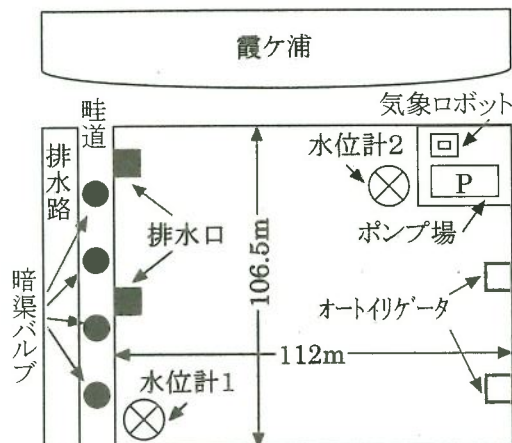 霞ケ浦
気象ロボット
畦道
水位計2
排水路
P
ポンプ場
排水口
106.5m
オートイリゲータ
暗渠バルブ
112m
水位計1